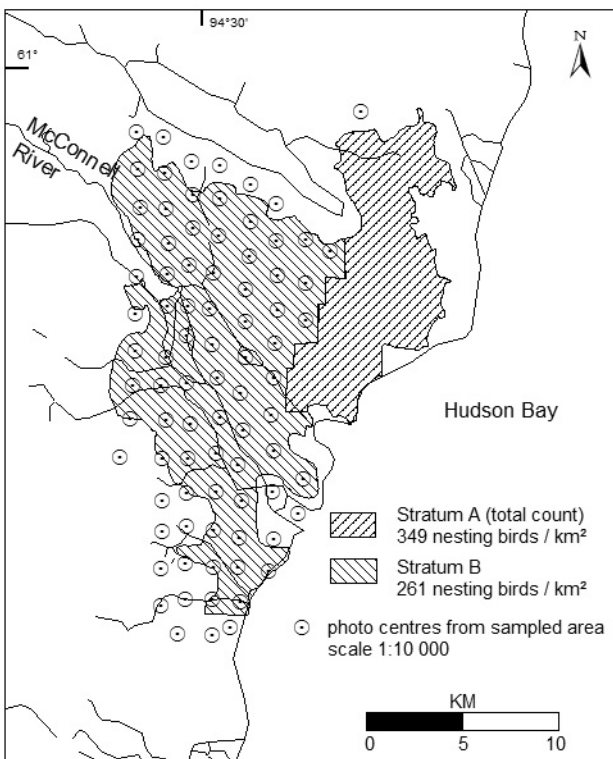 94°30'
61°
N
McConnell
River
Hudson Bay
Stratum A (total count)
349 nesting birds / km²
Stratum B
261 nesting birds / km²
photo centres from sampled area
scale 1:10 000
KM
0 5 10